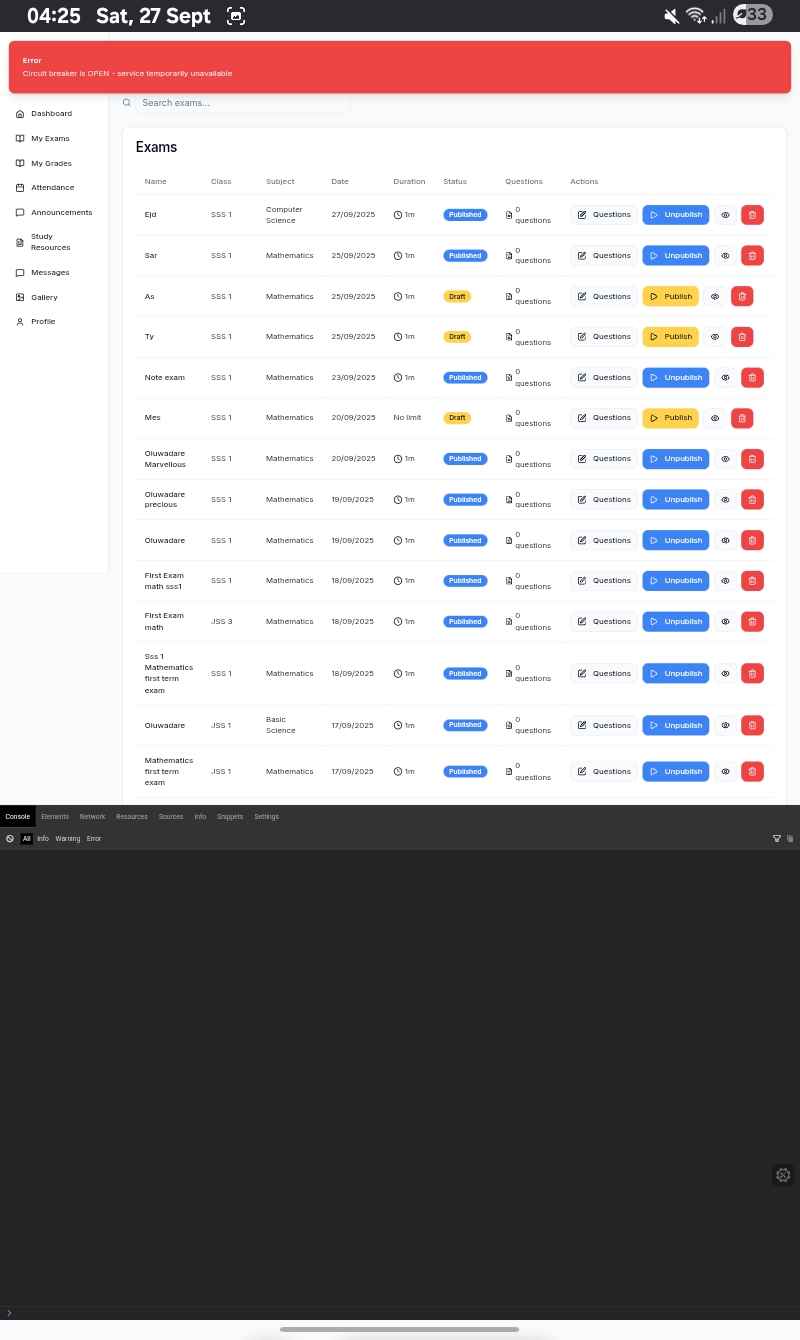 04:25 Sat, 27 Sept 33
Error
Circuit breaker is OPEN - service temporarily unavailable
Search exams...
Dashboard
My Exams
My Grades
Attendance
Announcements
Study
Resources
Messages
Gallery
Profile
Exams
Name Class Subject Date Duration Status Questions Actions
Ejd SSS 1 Computer Science 27/09/2025 1m Published 0 questions Questions Unpublish
Sar SSS 1 Mathematics 25/09/2025 1m Published 0 questions Questions Unpublish
As SSS 1 Mathematics 25/09/2025 1m Draft 0 questions Questions Publish
Ty SSS 1 Mathematics 25/09/2025 1m Draft 0 questions Questions Publish
Note exam SSS 1 Mathematics 23/09/2025 1m Published 0 questions Questions Unpublish
Mes SSS 1 Mathematics 20/09/2025 No limit Draft 0 questions Questions Publish
Oluwadare Marvellous SSS 1 Mathematics 20/09/2025 1m Published 0 questions Questions Unpublish
Oluwadare precious SSS 1 Mathematics 19/09/2025 1m Published 0 questions Questions Unpublish
Oluwadare SSS 1 Mathematics 19/09/2025 1m Published 0 questions Questions Unpublish
First Exam math sss1 SSS 1 Mathematics 18/09/2025 1m Published 0 questions Questions Unpublish
First Exam math JSS 3 Mathematics 18/09/2025 1m Published 0 questions Questions Unpublish
Sss 1 Mathematics first term exam SSS 1 Mathematics 18/09/2025 1m Published 0 questions Questions Unpublish
Oluwadare JSS 1 Basic Science 17/09/2025 1m Published 0 questions Questions Unpublish
Mathematics first term exam JSS 1 Mathematics 17/09/2025 1m Published 0 questions Questions Unpublish
Console Elements Network Resources Sources Info Snippets Settings
All Info Warning Error